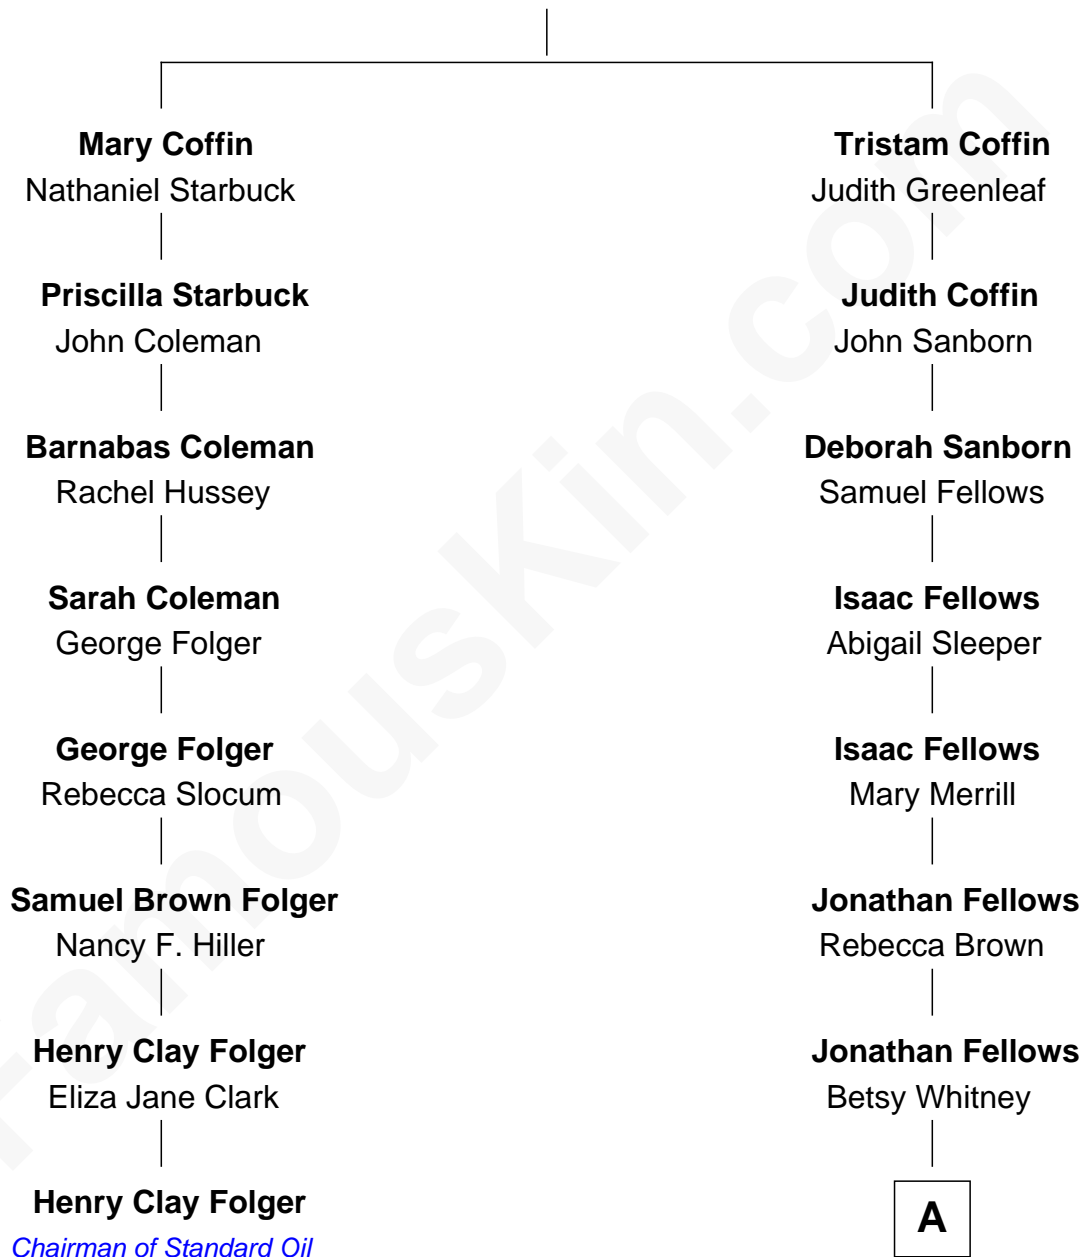 Mary Coffin
Nathaniel Starbuck
Priscilla Starbuck
John Coleman
Barnabas Coleman
Rachel Hussey
Sarah Coleman
George Folger
George Folger
Rebecca Slocum
Samuel Brown Folger
Nancy F. Hiller
Henry Clay Folger
Eliza Jane Clark
Henry Clay Folger
Chairman of Standard Oil
Tristam Coffin
Judith Greenleaf
Judith Coffin
John Sanborn
Deborah Sanborn
Samuel Fellows
Isaac Fellows
Abigail Sleeper
Isaac Fellows
Mary Merrill
Jonathan Fellows
Rebecca Brown
Jonathan Fellows
Betsy Whitney
A
FamousKin.com